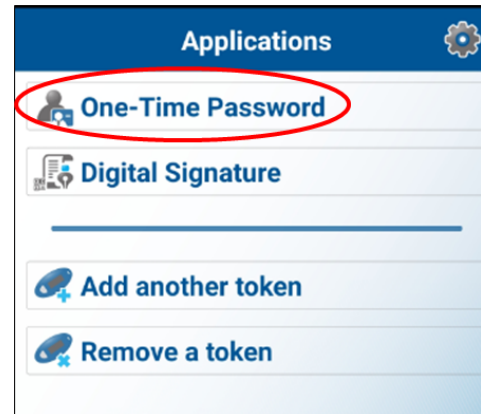 Applications
One-Time Password
Digital Signature
Add another token
Remove a token